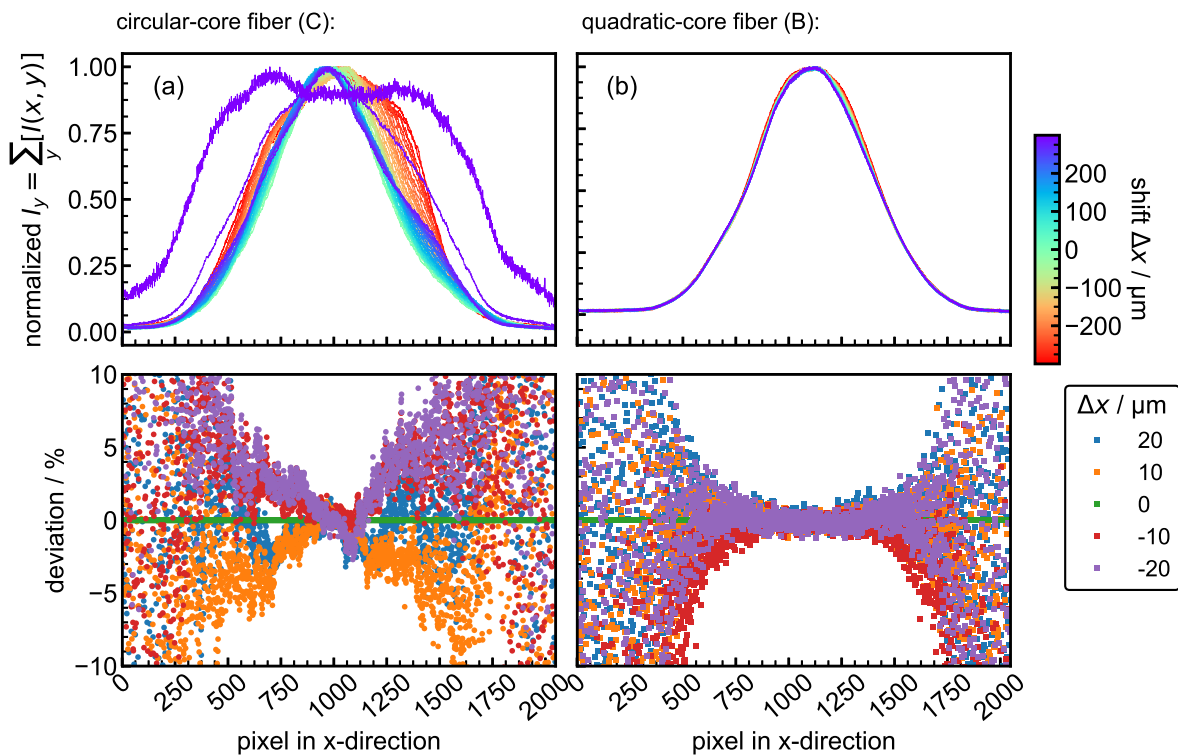 circular-core fiber (C):
quadratic-core fiber (B):
(a)
(b)
1.00
0.75
0.50
0.25
0.00
normalized I_y = ∑_y[I(x, y)]
200
100
0
−100
−200
shift Δx / µm
10
5
0
−5
−10
deviation / %
Δx / µm
20
10
0
-10
-20
0 250 500 750 1000 1250 1500 1750 2000
0 250 500 750 1000 1250 1500 1750 2000
pixel in x-direction
pixel in x-direction